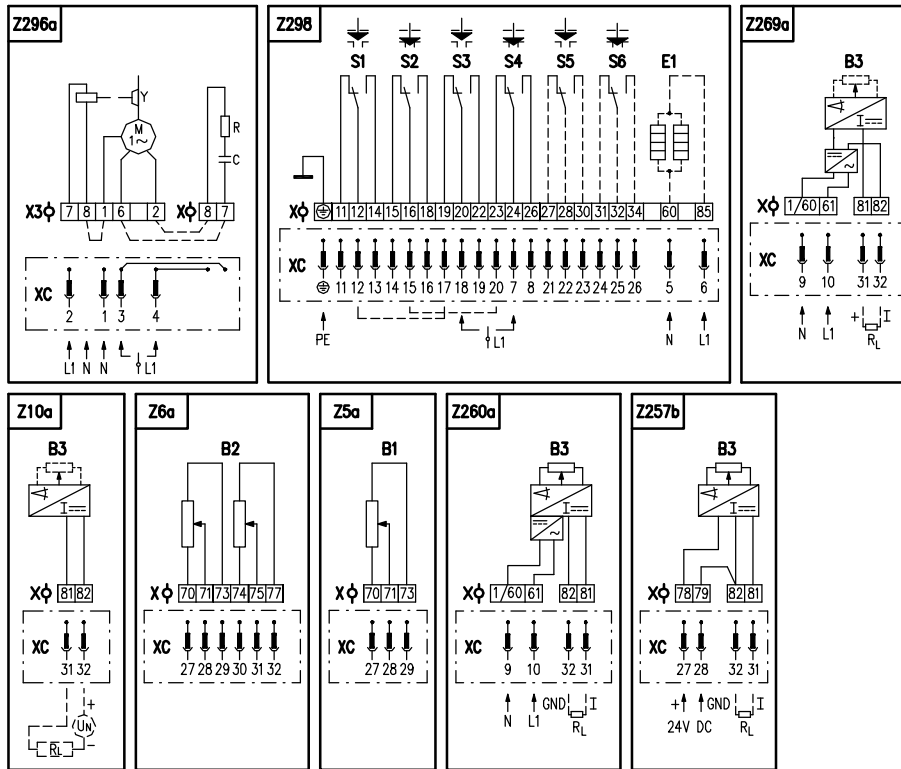 Z296a
Y
M
1~
R
C
X3 7 8 1 6 2 X 8 7
XC
2 1 3 4
L1 N N L1
Z298
S1 S2 S3 S4 S5 S6 E1
X 11 12 14 15 16 18 19 20 22 23 24 26 27 28 30 31 32 34 60 85
XC
11 12 13 14 15 16 17 18 19 20 7 8 21 22 23 24 25 26 5 6
PE L1 N L1
Z269a
B3
I
~
X 1/60 61 81 82
XC
9 10 31 32
N L1 + I
RL
Z10a
B3
I
X 81 82
XC
31 32
+
UN
RL −
Z6a
B2
X 70 71 73 74 75 77
XC
27 28 29 30 31 32
Z5a
B1
X 70 71 73
XC
27 28 29
Z260a
B3
I
~
X 1/60 61 82 81
XC
9 10 32 31
N L1 GND I
RL
Z257b
B3
I
X 78 79 82 81
XC
27 28 32 31
+ GND I
24V DC RL